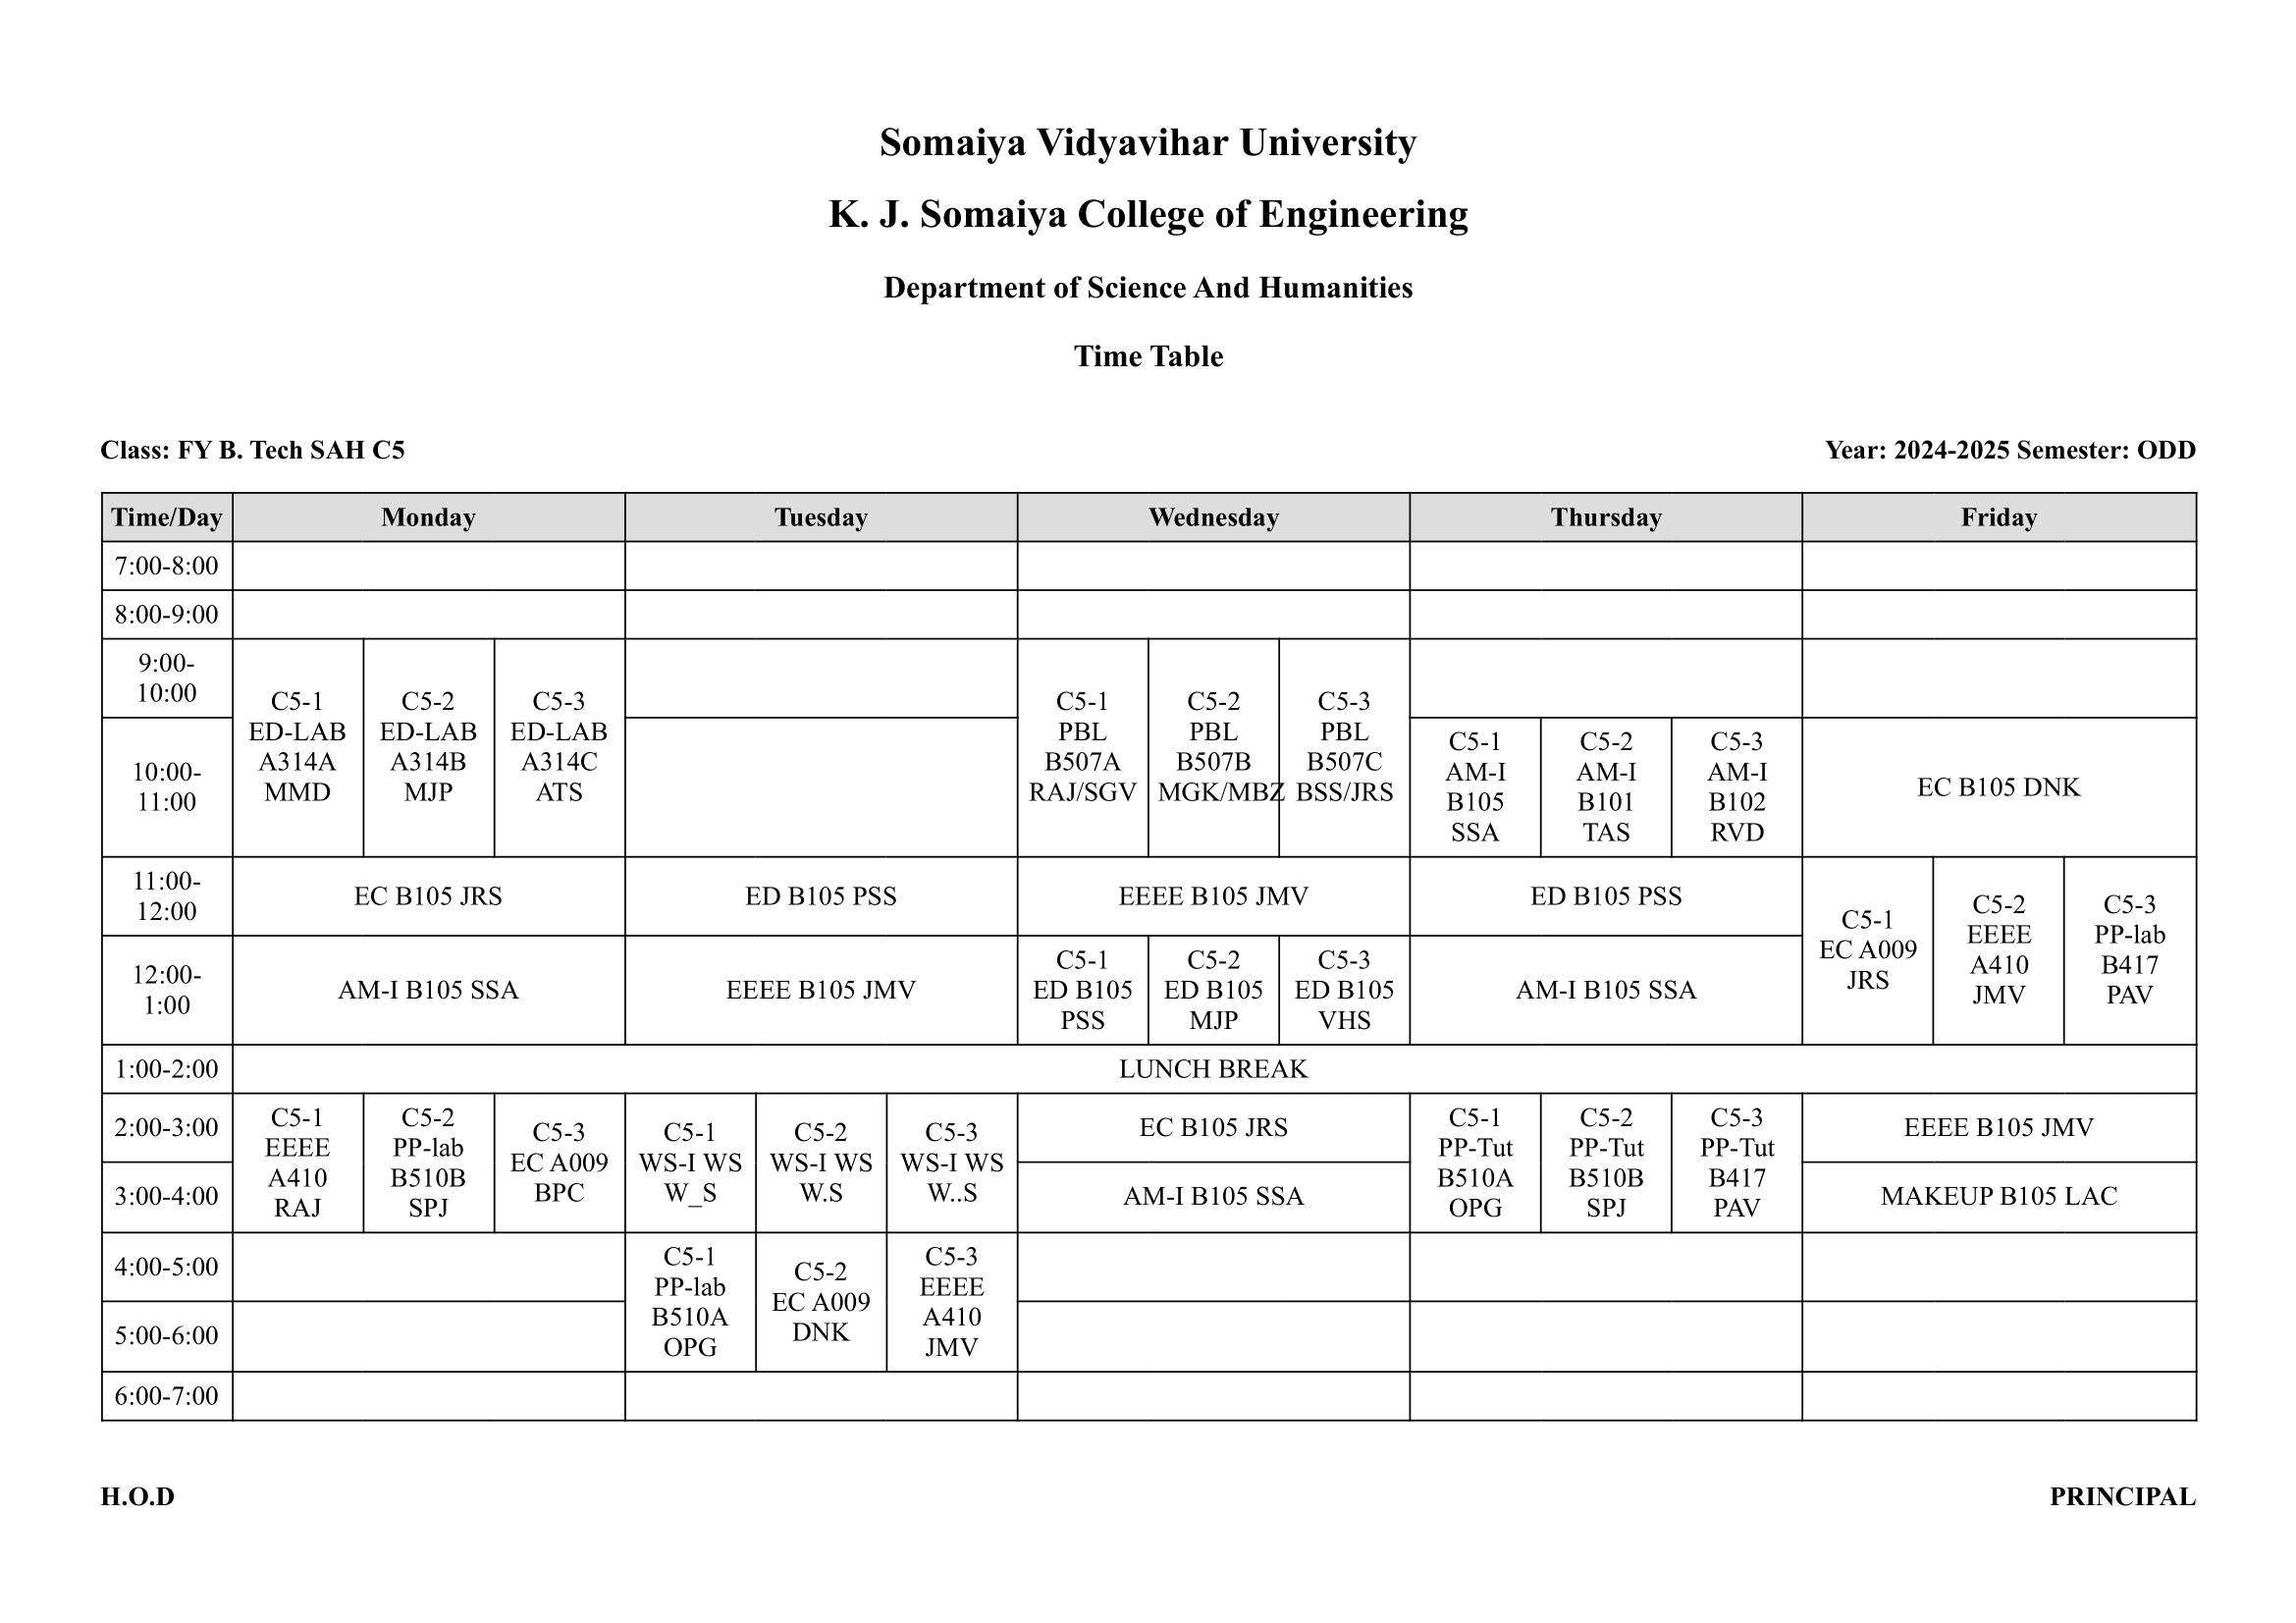 Somaiya Vidyavihar University
K. J. Somaiya College of Engineering
Department of Science And Humanities
Time Table
Class: FY B. Tech SAH C5
Year: 2024-2025 Semester: ODD
Time/Day Monday Tuesday Wednesday Thursday Friday
7:00-8:00
8:00-9:00
9:00-
10:00
C5-1
ED-LAB
A314A
MMD
C5-2
ED-LAB
A314B
MJP
C5-3
ED-LAB
A314C
ATS
C5-1
PBL
B507A
RAJ/SGV
C5-2
PBL
B507B
MGK/MBZ
C5-3
PBL
B507C
BSS/JRS
10:00-
11:00
C5-1
AM-I
B105
SSA
C5-2
AM-I
B101
TAS
C5-3
AM-I
B102
RVD
EC B105 DNK
11:00-
12:00
EC B105 JRS
ED B105 PSS
EEEE B105 JMV
ED B105 PSS
C5-1
EC A009
JRS
C5-2
EEEE
A410
JMV
C5-3
PP-lab
B417
PAV
12:00-
1:00
AM-I B105 SSA
EEEE B105 JMV
C5-1
ED B105
PSS
C5-2
ED B105
MJP
C5-3
ED B105
VHS
AM-I B105 SSA
1:00-2:00
LUNCH BREAK
2:00-3:00
C5-1
EEEE
A410
RAJ
C5-2
PP-lab
B510B
SPJ
C5-3
EC A009
BPC
C5-1
WS-I WS
W_S
C5-2
WS-I WS
W.S
C5-3
WS-I WS
W..S
EC B105 JRS
C5-1
PP-Tut
B510A
OPG
C5-2
PP-Tut
B510B
SPJ
C5-3
PP-Tut
B417
PAV
EEEE B105 JMV
3:00-4:00
AM-I B105 SSA
MAKEUP B105 LAC
4:00-5:00
C5-1
PP-lab
B510A
OPG
C5-2
EC A009
DNK
C5-3
EEEE
A410
JMV
5:00-6:00
6:00-7:00
H.O.D
PRINCIPAL